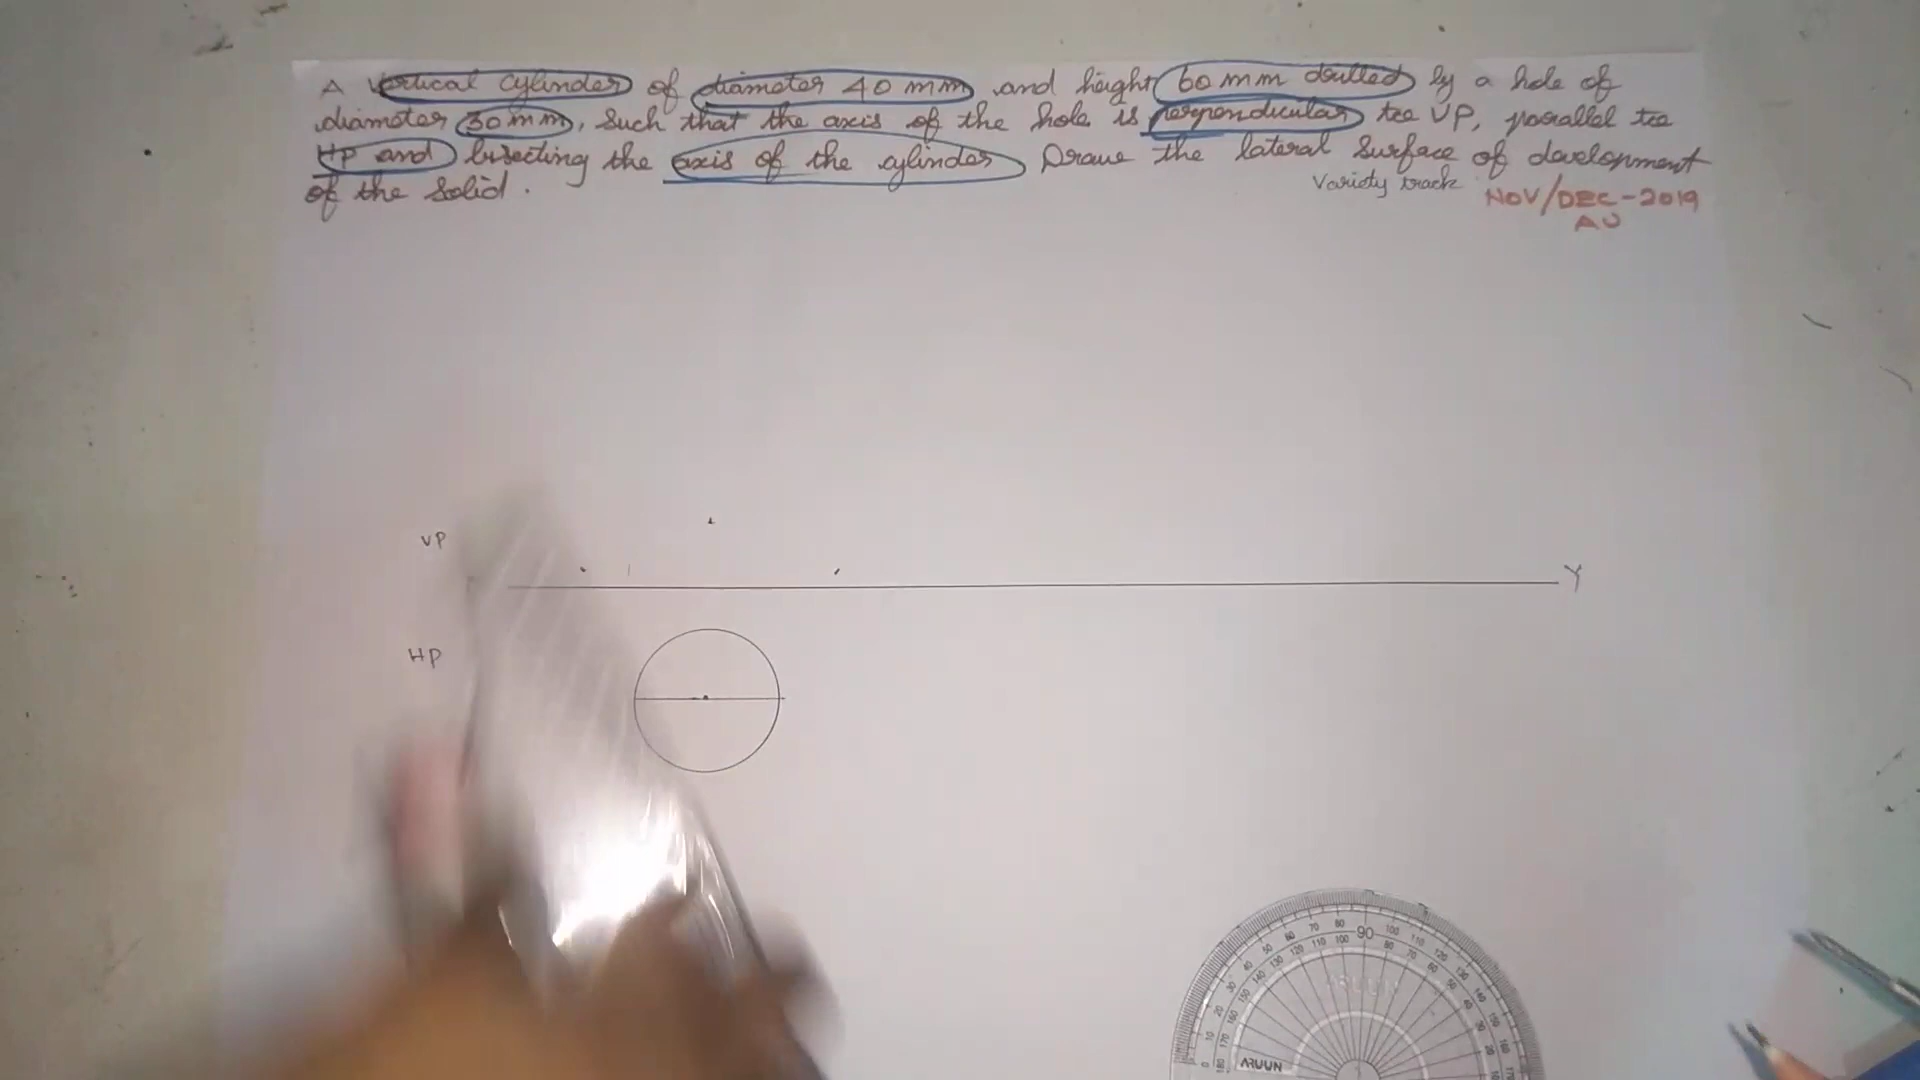 A vertical cylinder of diameter 40 mm and height 60 mm drilled by a hole of
diameter 30 mm, such that the axis of the hole is perpendicular to VP, parallel to
HP and bisecting the axis of the cylinder Draw the lateral surface of development
of the solid.
Variety track
NOV/DEC-2019
AU
VP
Y
HP
90
ARUUN